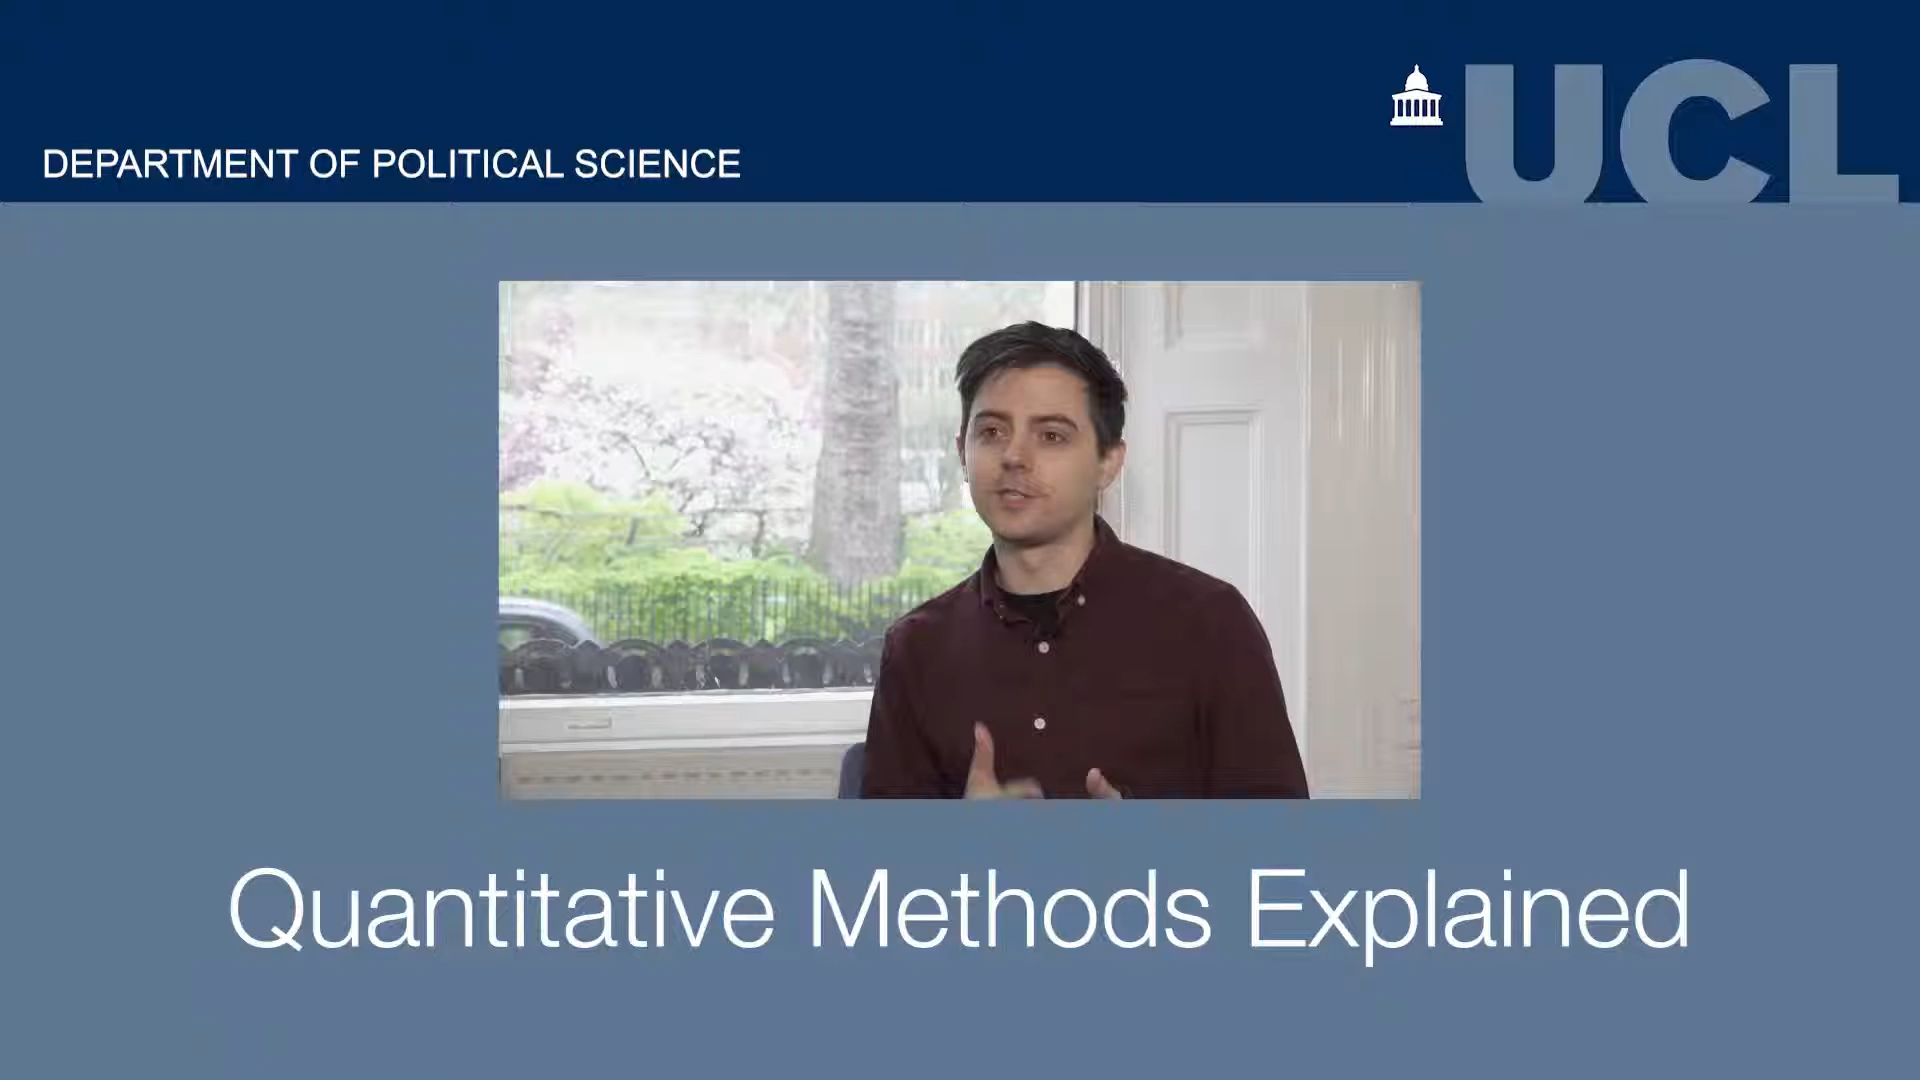 UCL
DEPARTMENT OF POLITICAL SCIENCE
Quantitative Methods Explained